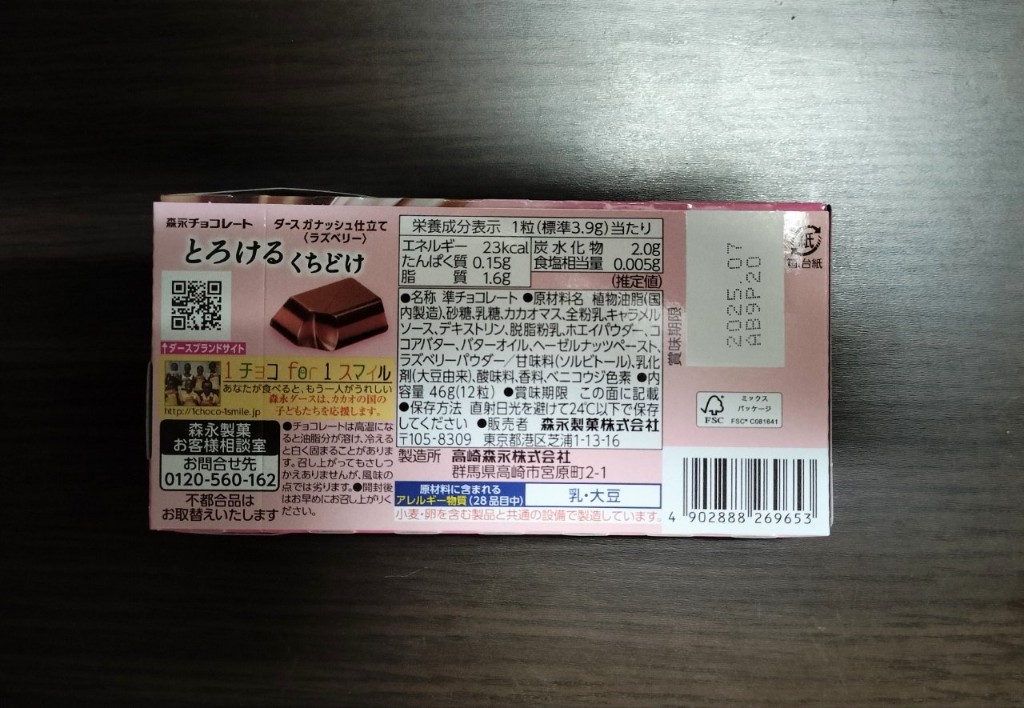 森永チョコレート
ダース ガナッシュ仕立て
〈ラズベリー〉
とろける くちどけ
↑ダースブランドサイト
1 チョコ for 1 スマイル
あなたが食べると、もう一人がうれしい
森永ダースは、カカオの国の
子どもたちを応援します。
http://1choco-1smile.jp
森永製菓
お客様相談室
お問合せ先
0120-560-162
不都合品は
お取替えいたします
●チョコレートは高温にな
ると油脂分が溶け、冷える
と白く固まることがありま
す。召し上がってもさしつ
かえありませんが、風味の
点では劣ります。●開封後
はお早めにお召し上がりく
ださい。
栄養成分表示 1粒(標準3.9g)当たり
エネルギー 23kcal 炭水化物 2.0g
たんぱく質 0.15g 食塩相当量 0.005g
脂質 1.6g (推定値)
●名称 準チョコレート ●原材料名 植物油脂(国
内製造)、砂糖、乳糖、カカオマス、全粉乳、キャラメル
ソース、デキストリン、脱脂粉乳、ホエイパウダー、コ
コアバター、バターオイル、ヘーゼルナッツペースト、
ラズベリーパウダー/甘味料(ソルビトール)、乳化
剤(大豆由来)、酸味料、香料、ベニコウジ色素 ●内
容量 46g(12粒) ●賞味期限 この面に記載
●保存方法 直射日光を避けて24℃以下で保存
してください ●販売者 森永製菓株式会社
〒105-8309 東京都港区芝浦1-13-16
製造所 高崎森永株式会社
群馬県高崎市宮原町2-1
原材料に含まれる
アレルギー物質(28品目中)
乳・大豆
小麦・卵を含む製品と共通の設備で製造しています。
賞味期限
2025.07
AB9P20
紙
台紙
FSC
ミックス
パッケージ
FSC® C081641
4 902888 269653